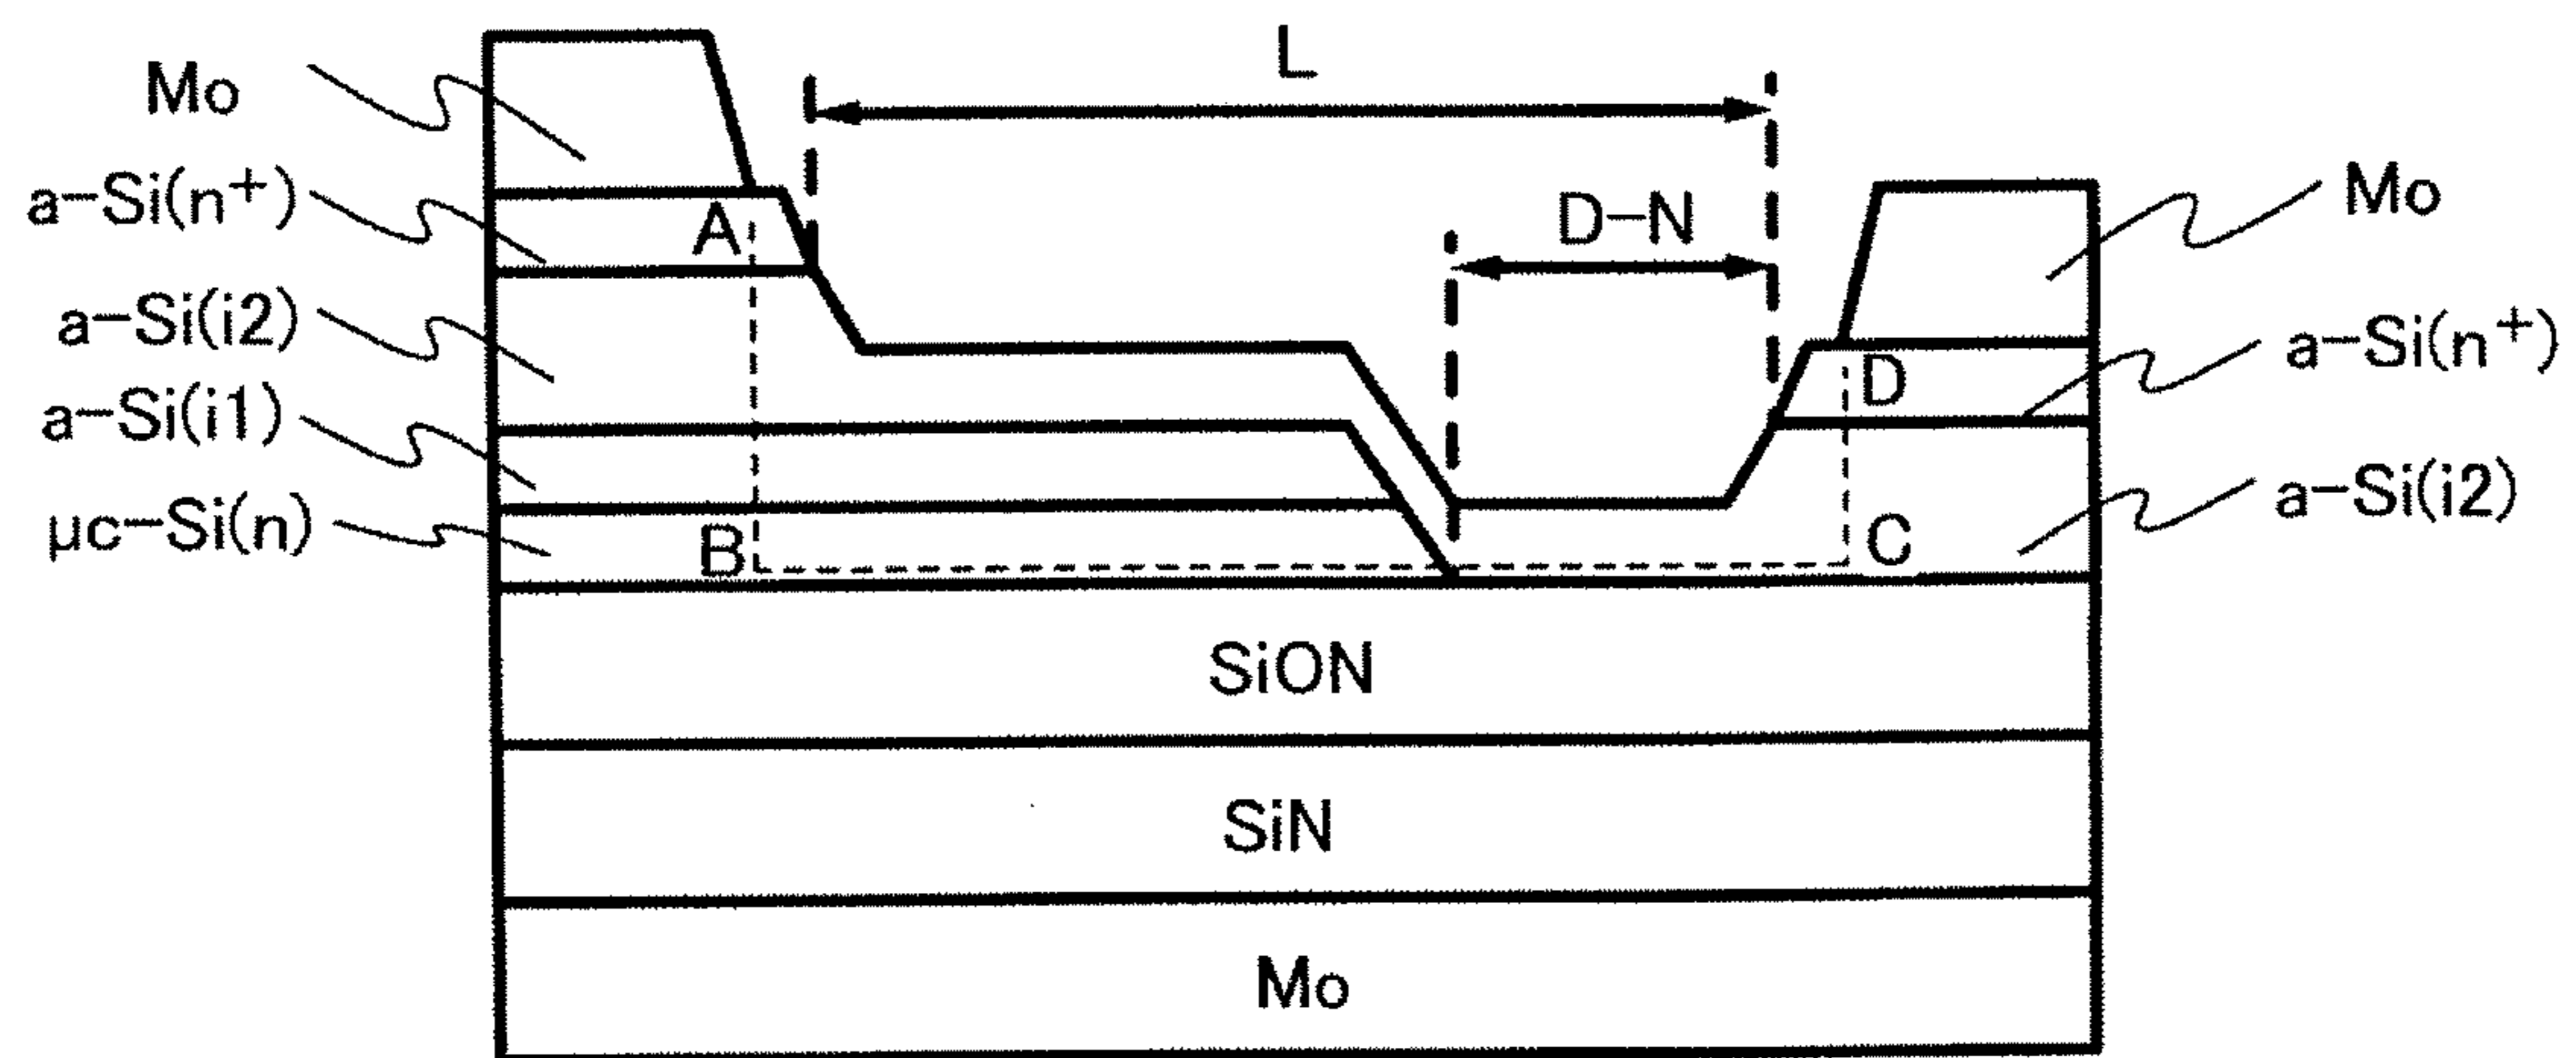 L
Mo
a-Si(n⁺)
A
D-N
Mo
a-Si(i2)
a-Si(n⁺)
D
a-Si(i1)
a-Si(i2)
μc-Si(n)
B
C
SiON
SiN
Mo